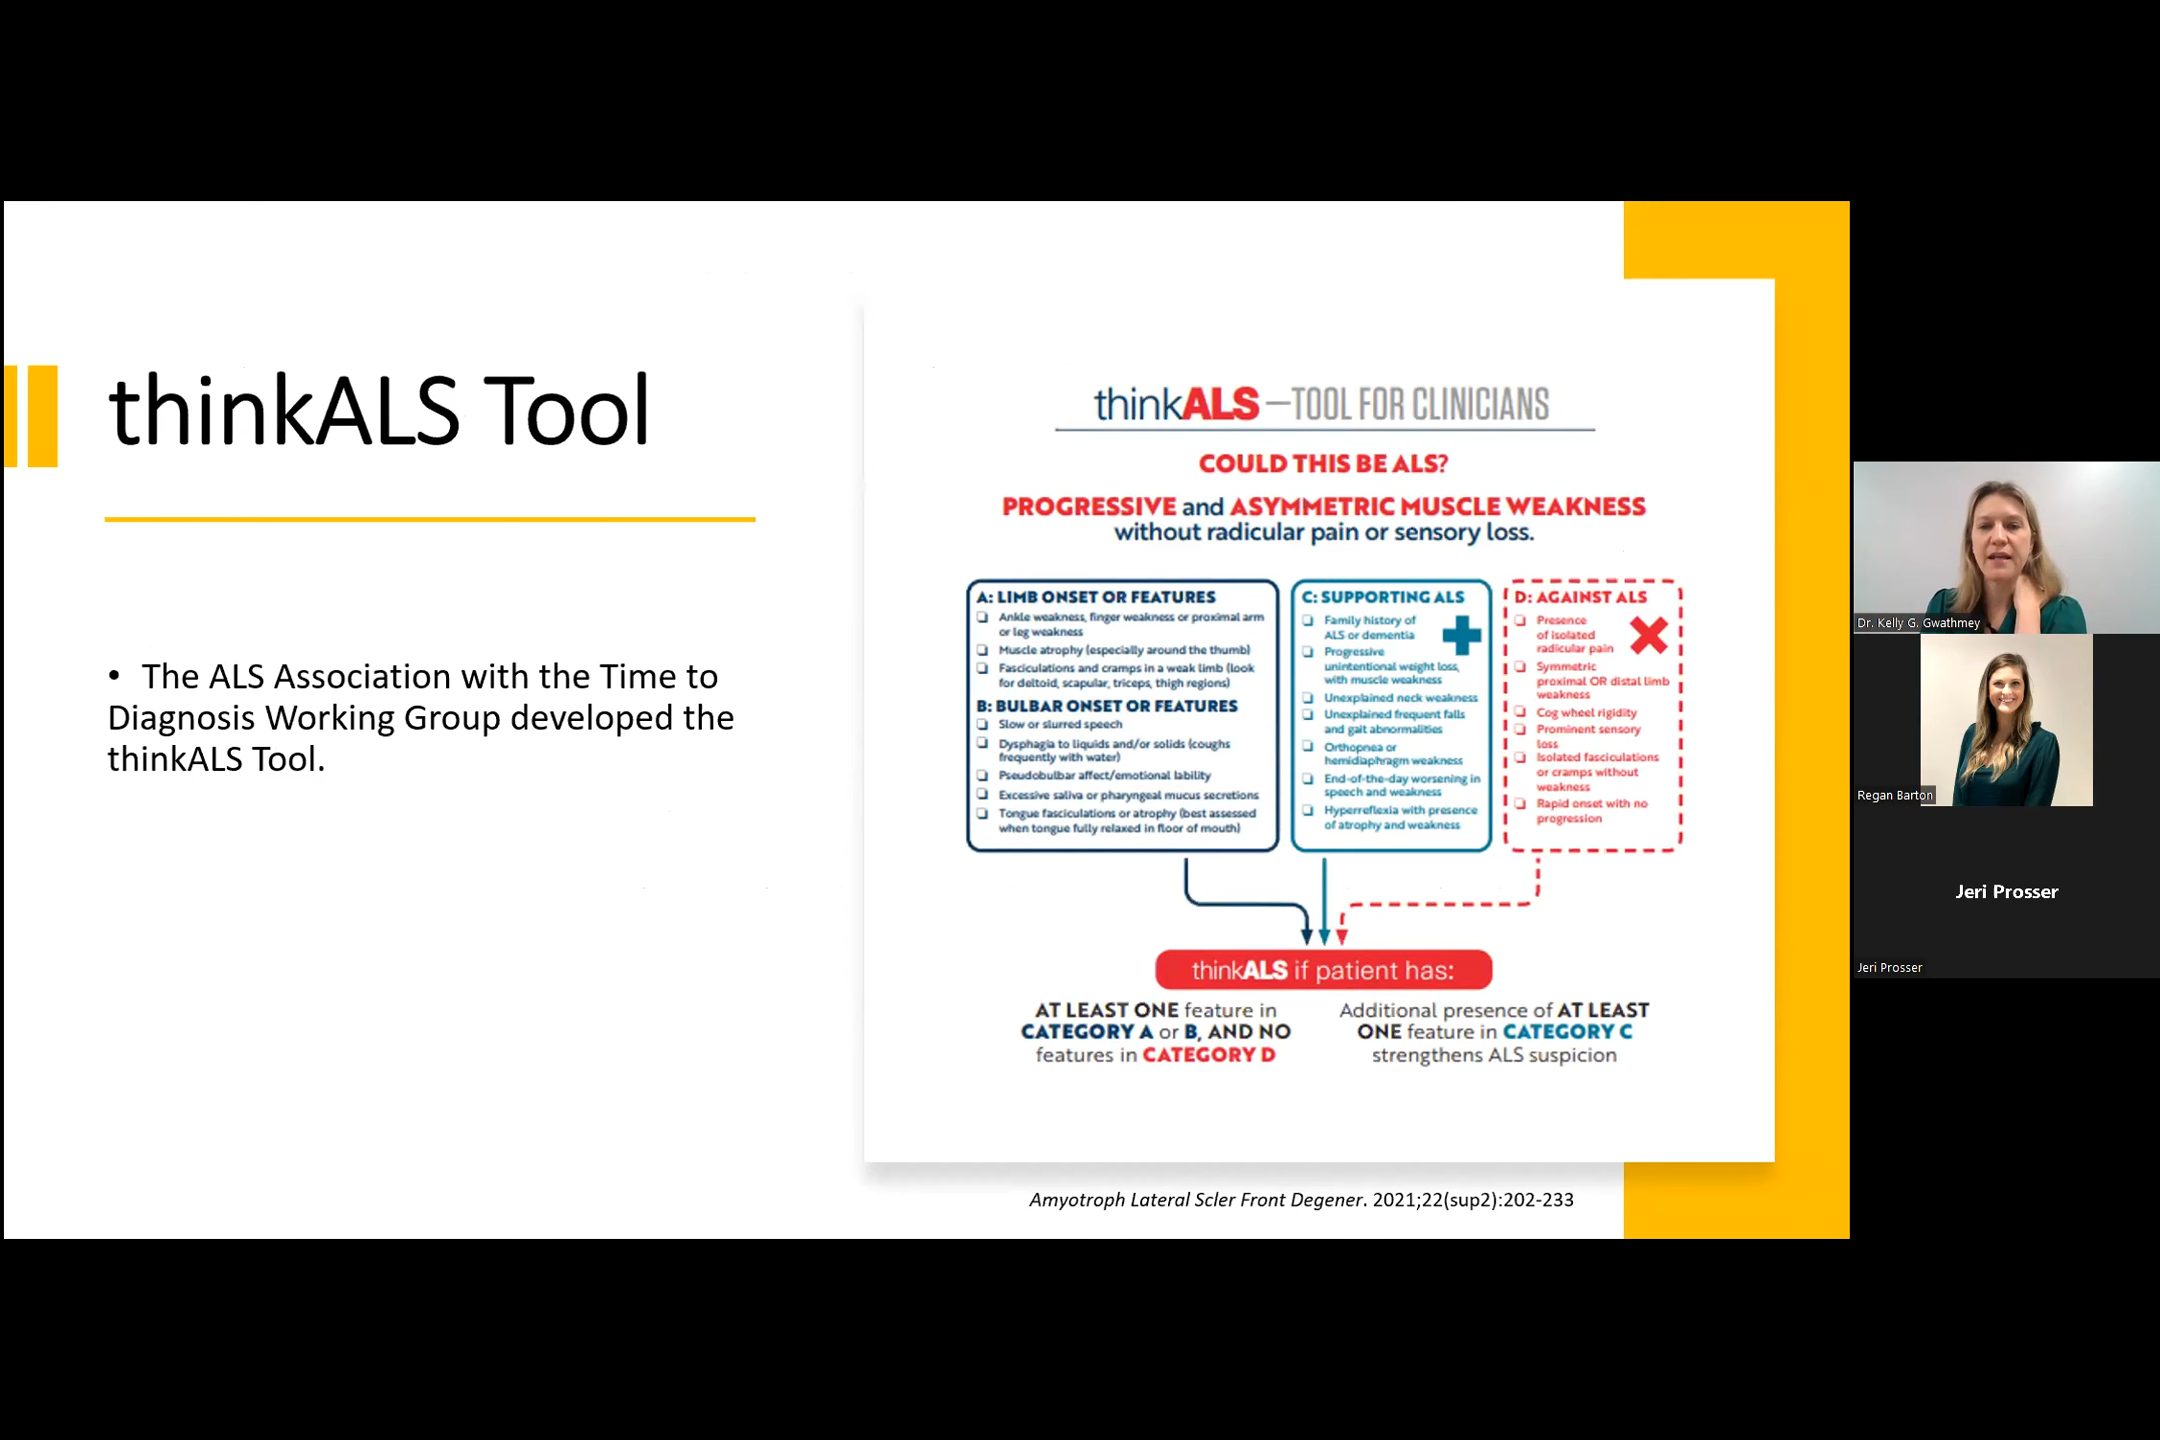 thinkALS Tool
• The ALS Association with the Time to
Diagnosis Working Group developed the
thinkALS Tool.
thinkALS—TOOL FOR CLINICIANS
COULD THIS BE ALS?
PROGRESSIVE and ASYMMETRIC MUSCLE WEAKNESS
without radicular pain or sensory loss.
A: LIMB ONSET OR FEATURES
Ankle weakness, finger weakness or proximal arm
or leg weakness
Muscle atrophy (especially around the thumb)
Fasciculations and cramps in a weak limb (look
for deltoid, scapular, triceps, thigh regions)
B: BULBAR ONSET OR FEATURES
Slow or slurred speech
Dysphagia to liquids and/or solids (coughs
frequently with water)
Pseudobulbar affect/emotional lability
Excessive saliva or pharyngeal mucus secretions
Tongue fasciculations or atrophy (best assessed
when tongue fully relaxed in floor of mouth)
C: SUPPORTING ALS
Family history of
ALS or dementia
Progressive
unintentional weight loss,
with muscle weakness
Unexplained neck weakness
Unexplained frequent falls
and gait abnormalities
Orthopnea or
hemidiaphragm weakness
End-of-the-day worsening in
speech and weakness
Hyperreflexia with presence
of atrophy and weakness
D: AGAINST ALS
Presence
of isolated
radicular pain
Symmetric
proximal OR distal limb
weakness
Cog wheel rigidity
Prominent sensory
loss
Isolated fasciculations
or cramps without
weakness
Rapid onset with no
progression
thinkALS if patient has:
AT LEAST ONE feature in
CATEGORY A or B, AND NO
features in CATEGORY D
Additional presence of AT LEAST
ONE feature in CATEGORY C
strengthens ALS suspicion
Amyotroph Lateral Scler Front Degener. 2021;22(sup2):202-233
Dr. Kelly G. Gwathmey
Regan Barton
Jeri Prosser
Jeri Prosser